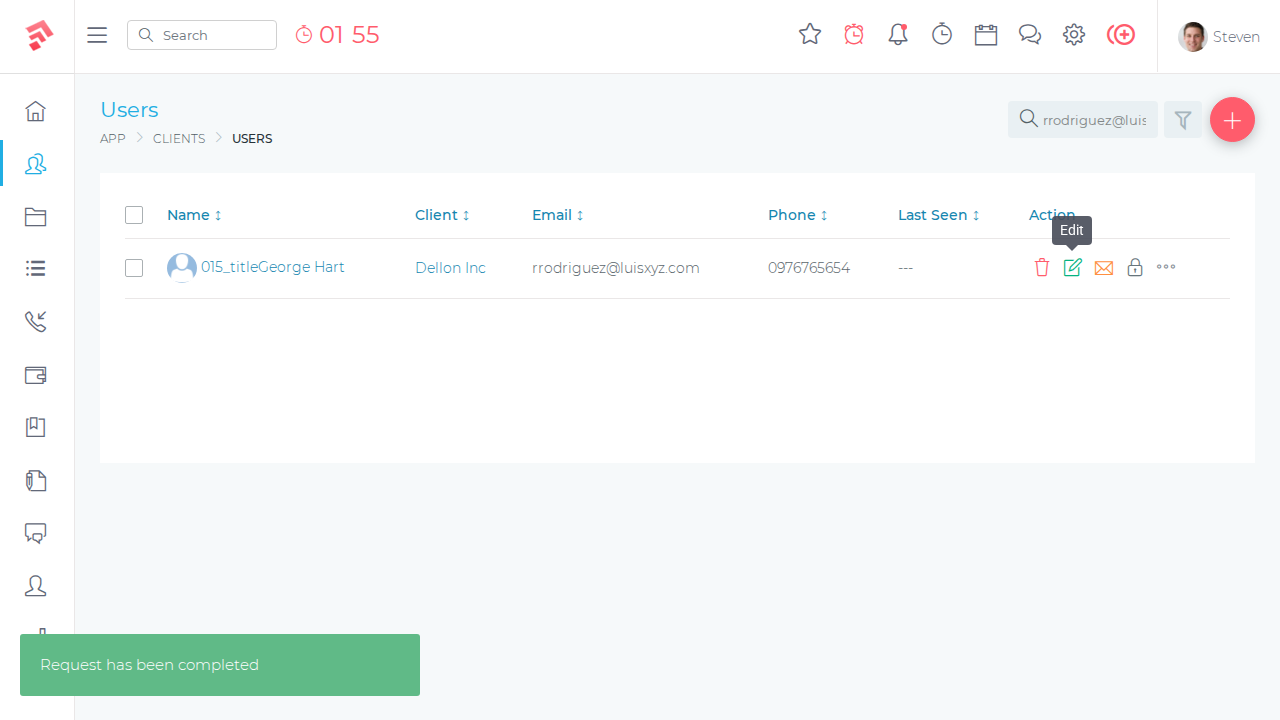 Search
01 55
Steven
Users
APP
CLIENTS
USERS
rrodriguez@luis
Name
Client
Email
Phone
Last Seen
Action
Edit
015_titleGeorge Hart
Dellon Inc
rrodriguez@luisxyz.com
0976765654
---
Request has been completed